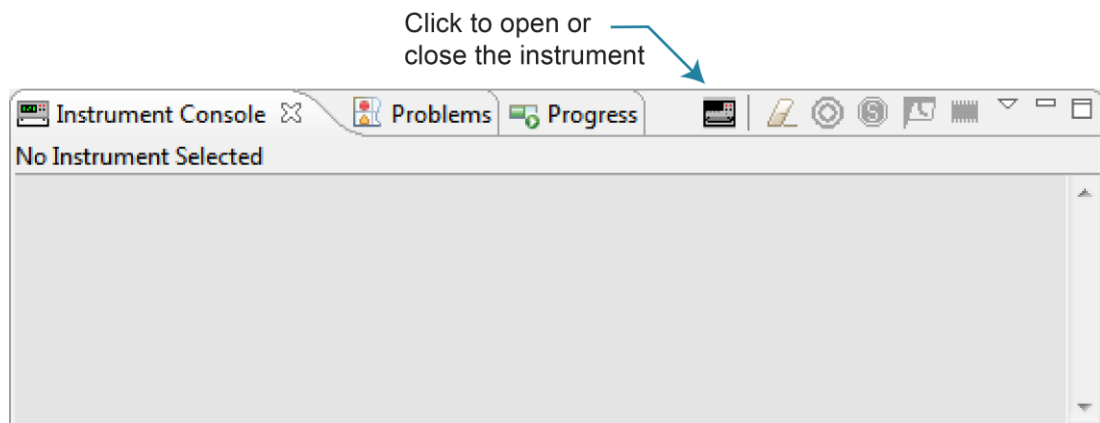 Click to open or
close the instrument
Instrument Console Problems Progress
No Instrument Selected